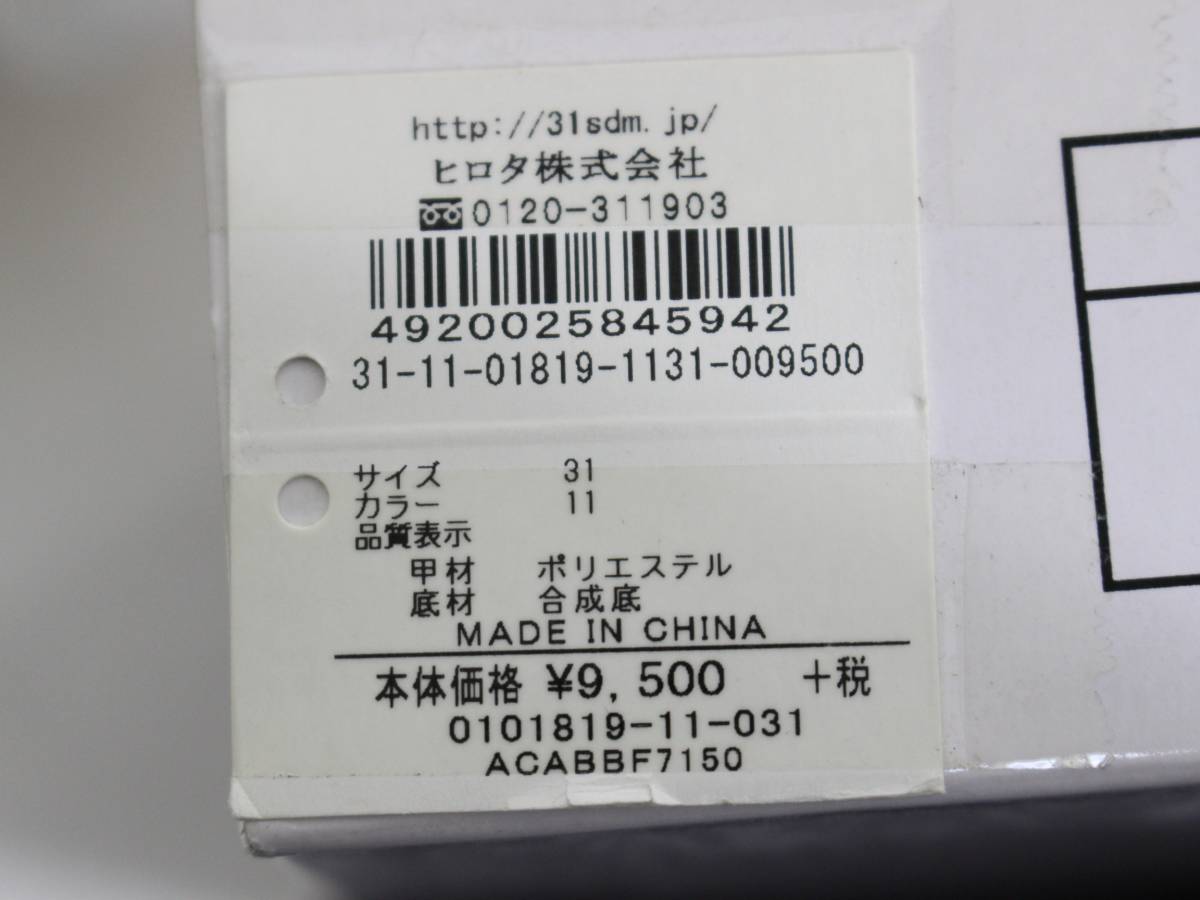 http://31sdm.jp/
ヒロタ株式会社
0120-311903
4920025845942
31-11-01819-1131-009500
サイズ 31
カラー 11
品質表示
甲材 ポリエステル
底材 合成底
MADE IN CHINA
本体価格 ¥9,500 +税
0101819-11-031
ACABBF7150